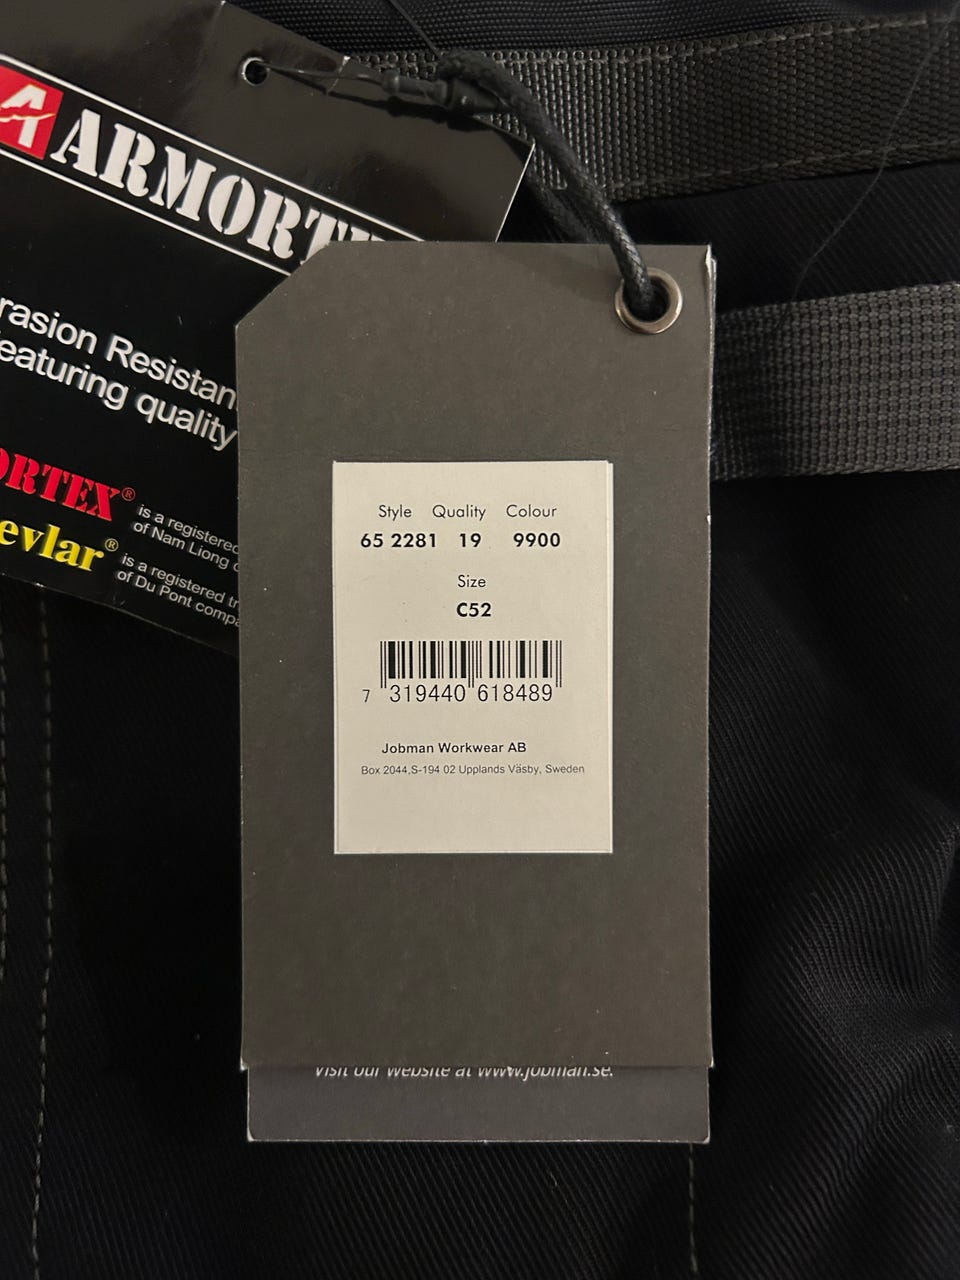 ARMORT
rasion Resistan
eaturing quality
ORTEX® is a registered
of Nam Liong
evlar® is a registered tr
of Du Pont compa
Style Quality Colour
65 2281 19 9900
Size
C52
7 319440 618489
Jobman Workwear AB
Box 2044,S-194 02 Upplands Väsby, Sweden
Visit our website at www.jobman.se.